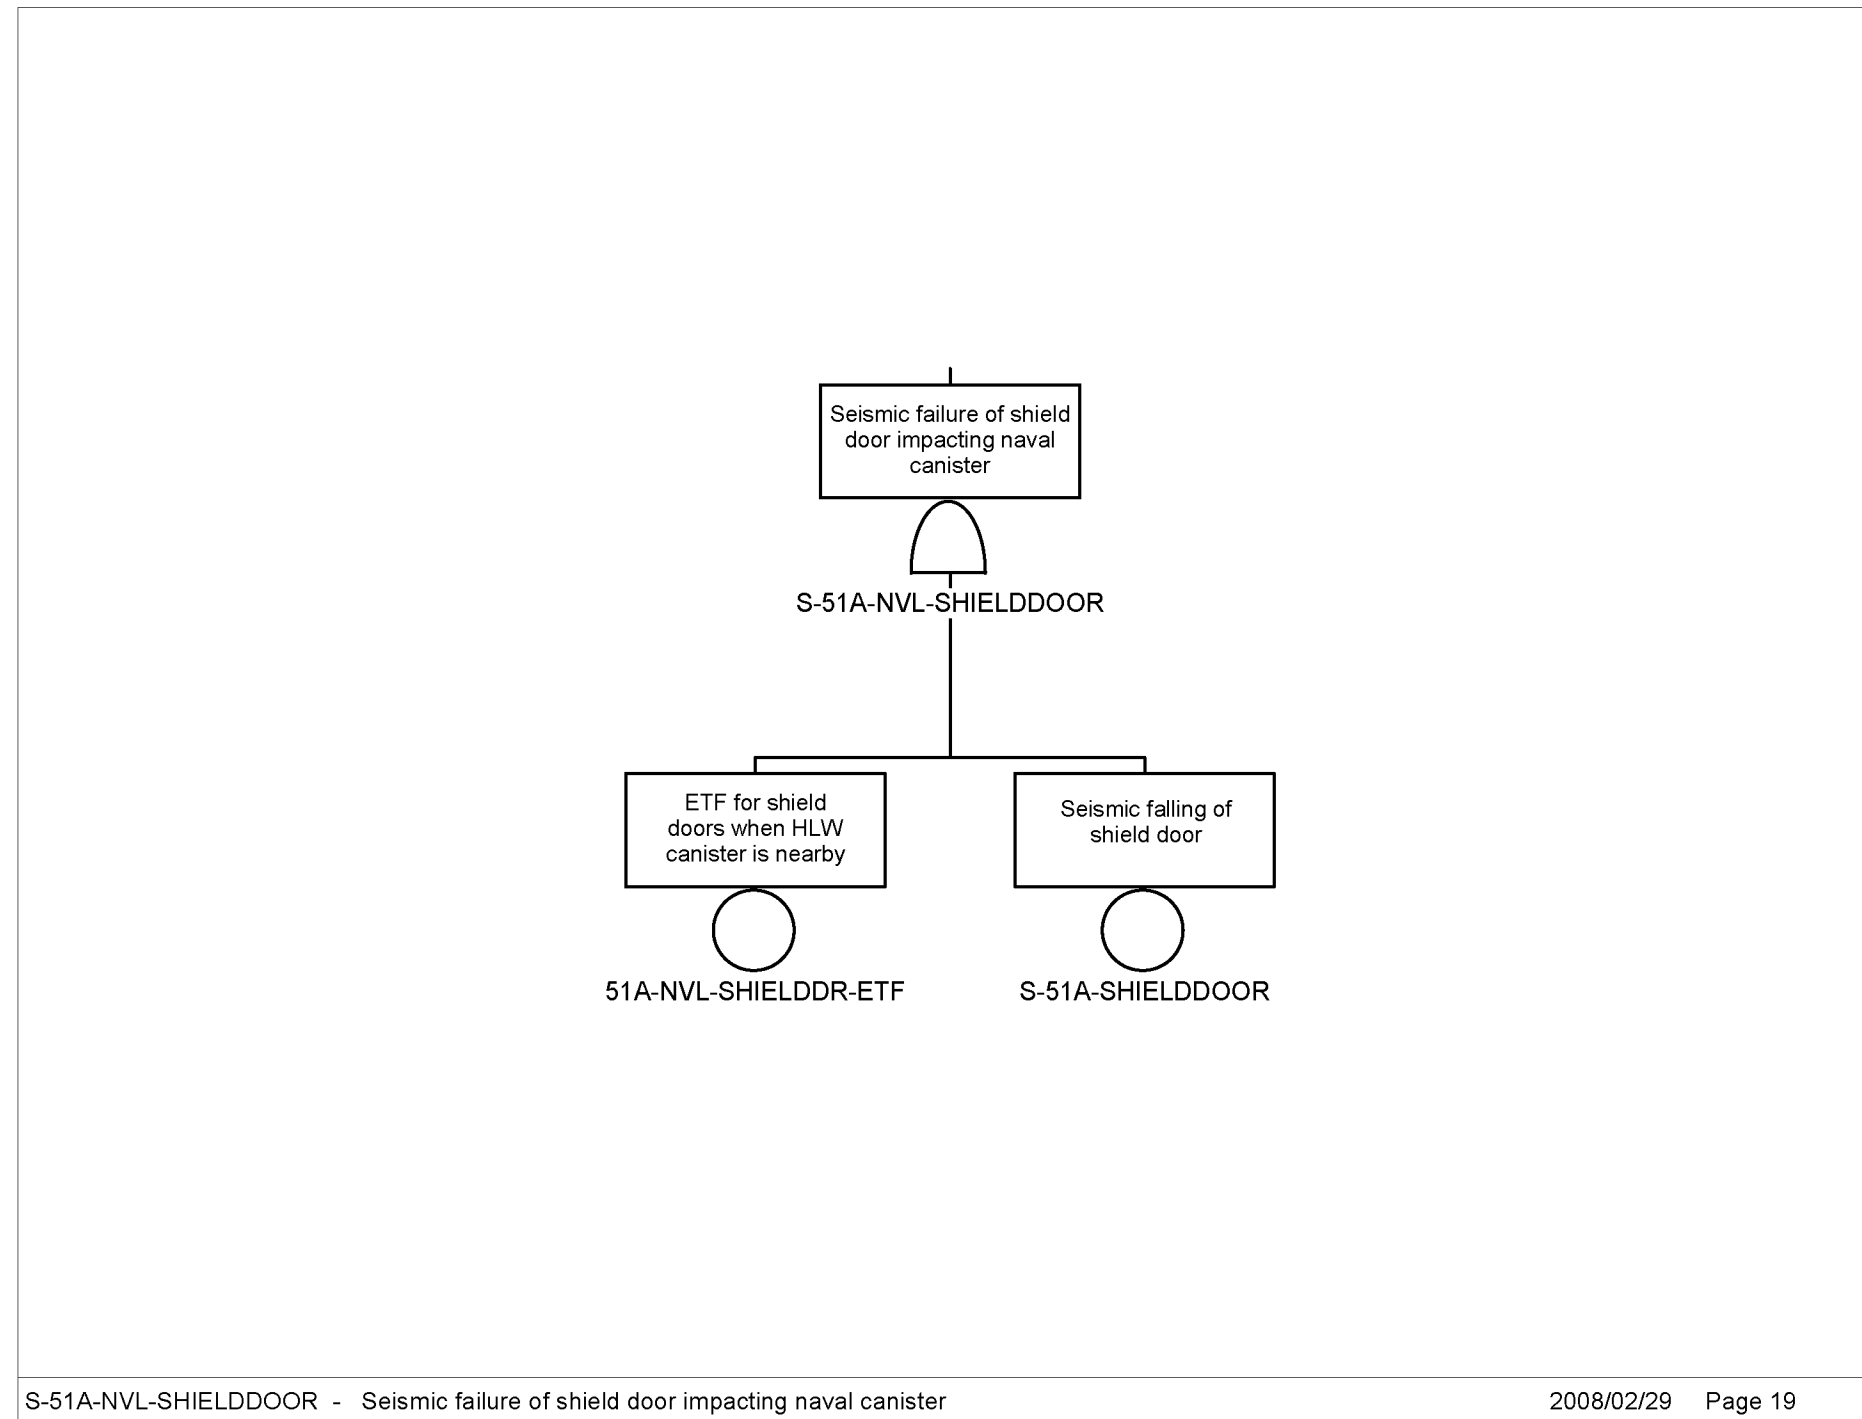 Seismic failure of shield
door impacting naval
canister
S-51A-NVL-SHIELDDOOR
ETF for shield
doors when HLW
canister is nearby
51A-NVL-SHIELDDR-ETF
Seismic falling of
shield door
S-51A-SHIELDDOOR
S-51A-NVL-SHIELDDOOR - Seismic failure of shield door impacting naval canister
2008/02/29 Page 19